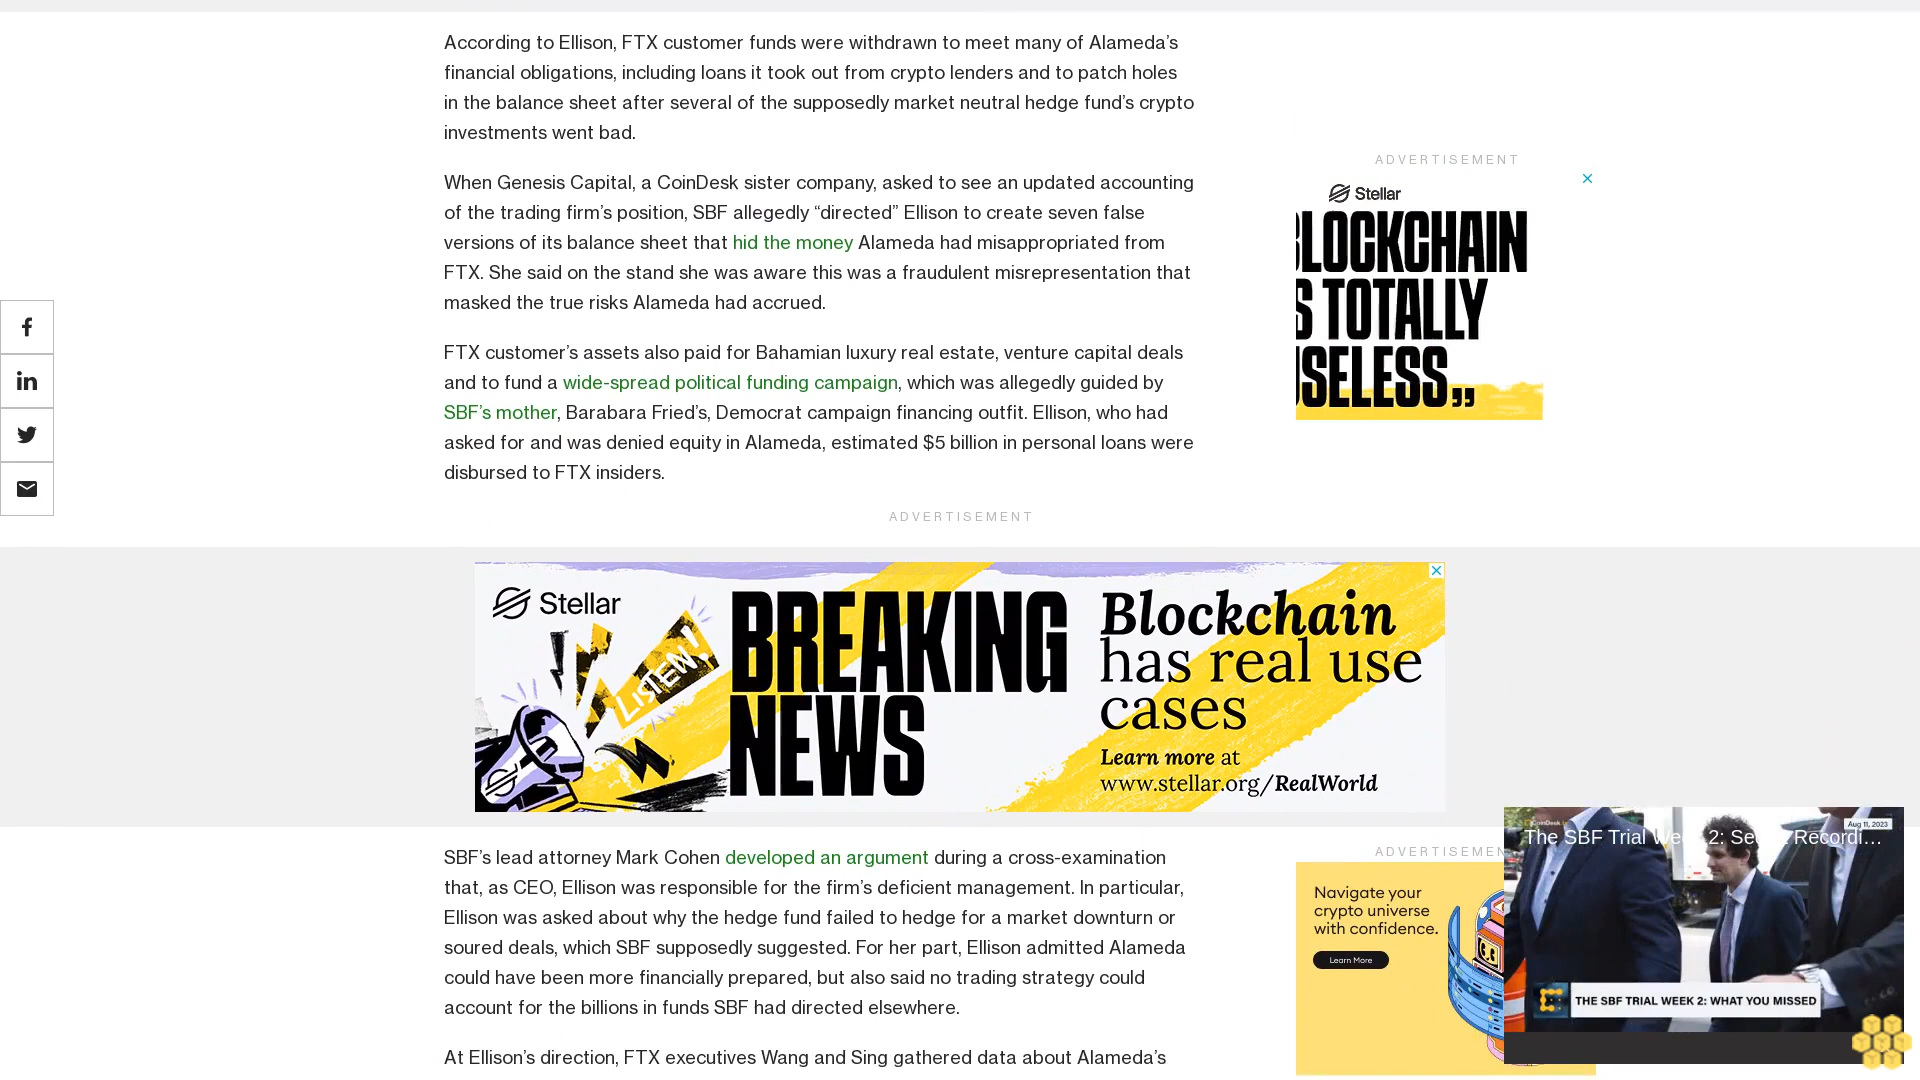 According to Ellison, FTX customer funds were withdrawn to meet many of Alameda’s
financial obligations, including loans it took out from crypto lenders and to patch holes
in the balance sheet after several of the supposedly market neutral hedge fund’s crypto
investments went bad.
When Genesis Capital, a CoinDesk sister company, asked to see an updated accounting
of the trading firm’s position, SBF allegedly “directed” Ellison to create seven false
versions of its balance sheet that hid the money Alameda had misappropriated from
FTX. She said on the stand she was aware this was a fraudulent misrepresentation that
masked the true risks Alameda had accrued.
FTX customer’s assets also paid for Bahamian luxury real estate, venture capital deals
and to fund a wide-spread political funding campaign, which was allegedly guided by
SBF’s mother, Barabara Fried’s, Democrat campaign financing outfit. Ellison, who had
asked for and was denied equity in Alameda, estimated $5 billion in personal loans were
disbursed to FTX insiders.
ADVERTISEMENT
Stellar
LOCKCHAIN
S TOTALLY
SELESS„
ADVERTISEMENT
Stellar
LISTEN!
BREAKING
NEWS
Blockchain
has real use
cases
Learn more at
www.stellar.org/RealWorld
SBF’s lead attorney Mark Cohen developed an argument during a cross-examination
that, as CEO, Ellison was responsible for the firm’s deficient management. In particular,
Ellison was asked about why the hedge fund failed to hedge for a market downturn or
soured deals, which SBF supposedly suggested. For her part, Ellison admitted Alameda
could have been more financially prepared, but also said no trading strategy could
account for the billions in funds SBF had directed elsewhere.
At Ellison’s direction, FTX executives Wang and Sing gathered data about Alameda’s
ADVERTISEMEN
Navigate your
crypto universe
with confidence.
Learn More
CoinDesk
Aug 11, 2023
The SBF Trial Week 2: Secret Recordi…
THE SBF TRIAL WEEK 2: WHAT YOU MISSED